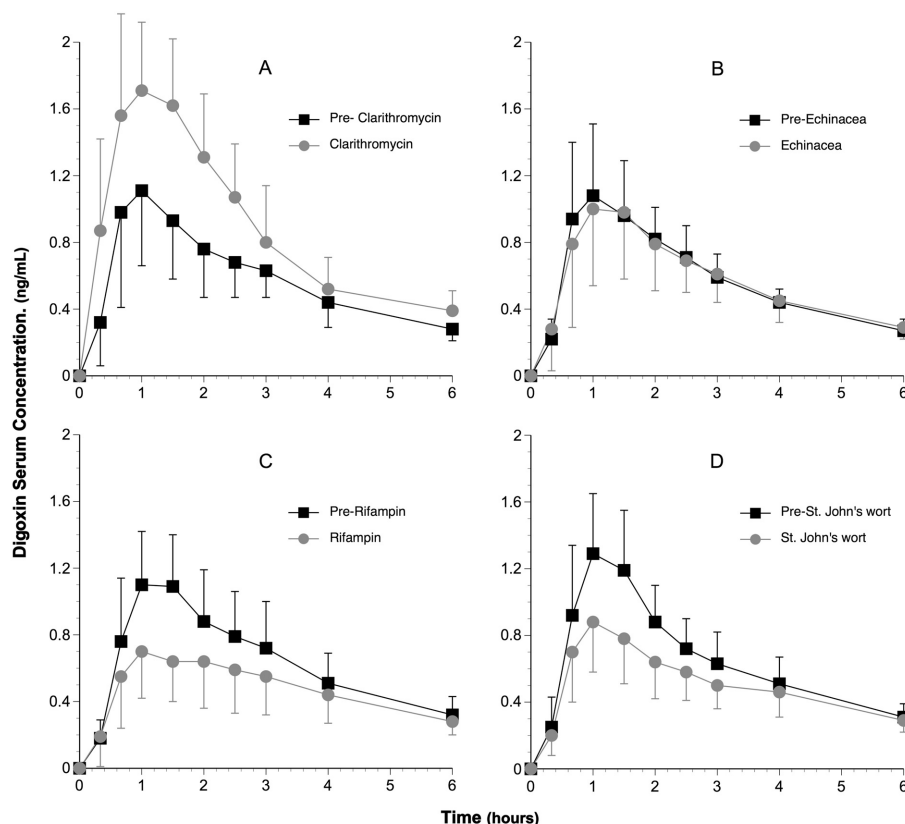 Digoxin Serum Concentration. (ng/mL)
A
Pre- Clarithromycin
Clarithromycin
2
1.6
1.2
0.8
0.4
0
0 1 2 3 4 5 6
B
Pre-Echinacea
Echinacea
2
1.6
1.2
0.8
0.4
0
0 1 2 3 4 5 6
C
Pre-Rifampin
Rifampin
2
1.6
1.2
0.8
0.4
0
0 1 2 3 4 5 6
D
Pre-St. John's wort
St. John's wort
2
1.6
1.2
0.8
0.4
0
0 1 2 3 4 5 6
Time (hours)